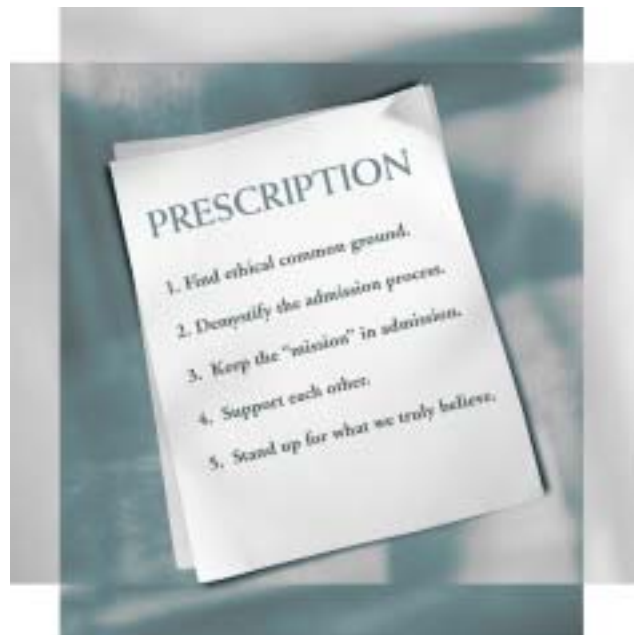 PRESCRIPTION
1. Find ethical common ground.
2. Demystify the admission process.
3. Keep the "mission" in admission.
4. Support each other.
5. Stand up for what we truly believe.